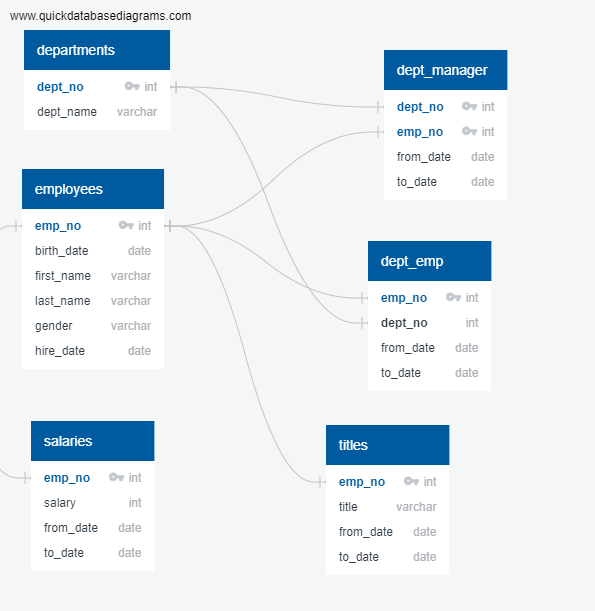 www.quickdatabasediagrams.com
departments
dept_no int
dept_name varchar
dept_manager
dept_no int
emp_no int
from_date date
to_date date
employees
emp_no int
birth_date date
first_name varchar
last_name varchar
gender varchar
hire_date date
dept_emp
emp_no int
dept_no int
from_date date
to_date date
salaries
emp_no int
salary int
from_date date
to_date date
titles
emp_no int
title varchar
from_date date
to_date date